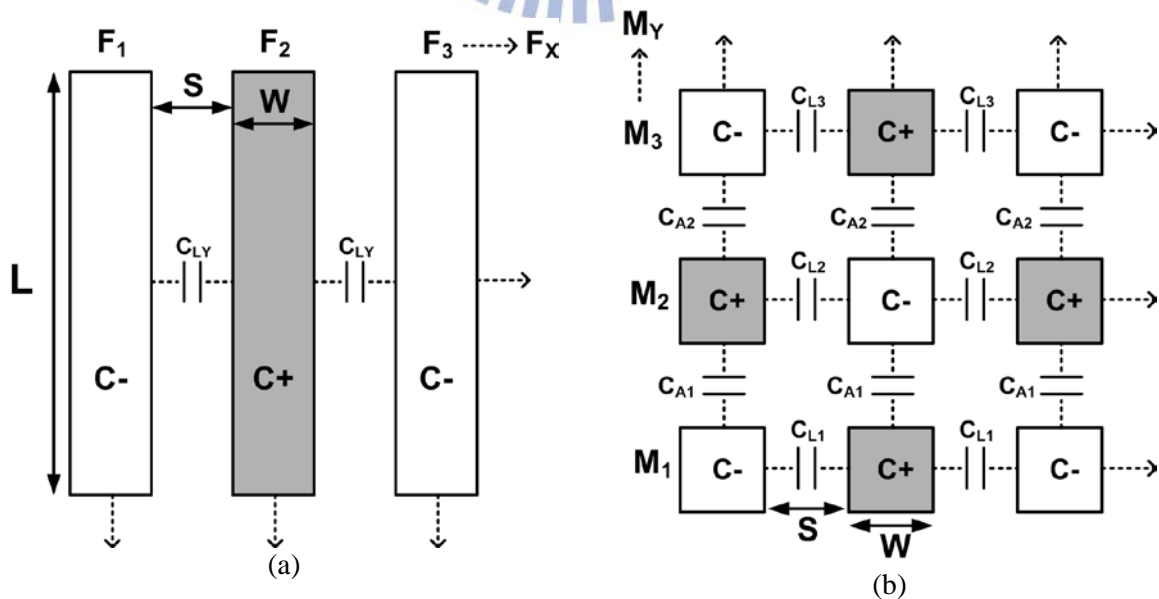 F1 F2 F3 FX
S
W
CLY CLY
L
C- C+ C-
(a)
MY
CL3 CL3
M3 C- C+ C-
CA2 CA2 CA2
CL2 CL2
M2 C+ C- C+
CA1 CA1 CA1
CL1 CL1
M1 C- C+ C-
S W
(b)